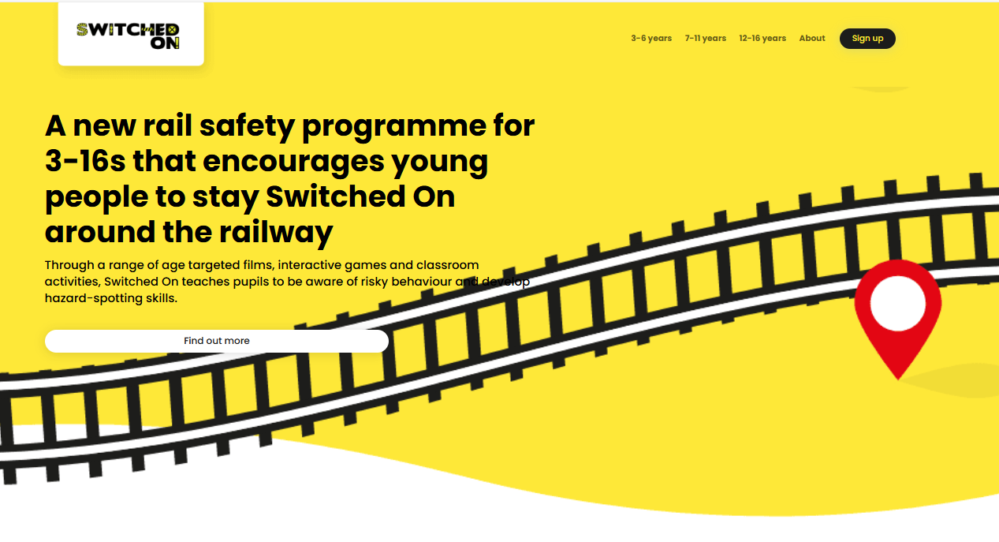 SWITCHED
ON!
3-6 years 7-11 years 12-16 years About Sign up
A new rail safety programme for
3-16s that encourages young
people to stay Switched On
around the railway
Through a range of age targeted films, interactive games and classroom
activities, Switched On teaches pupils to be aware of risky behaviour and develop
hazard-spotting skills.
Find out more